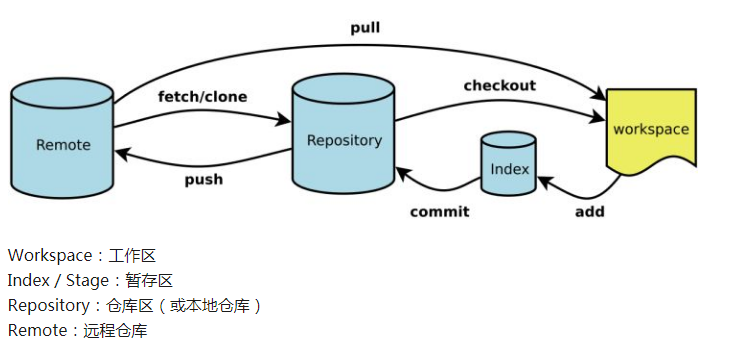 pull
fetch/clone
checkout
Remote
Repository
workspace
Index
push
commit
add
Workspace：工作区
Index / Stage：暂存区
Repository：仓库区（或本地仓库）
Remote：远程仓库